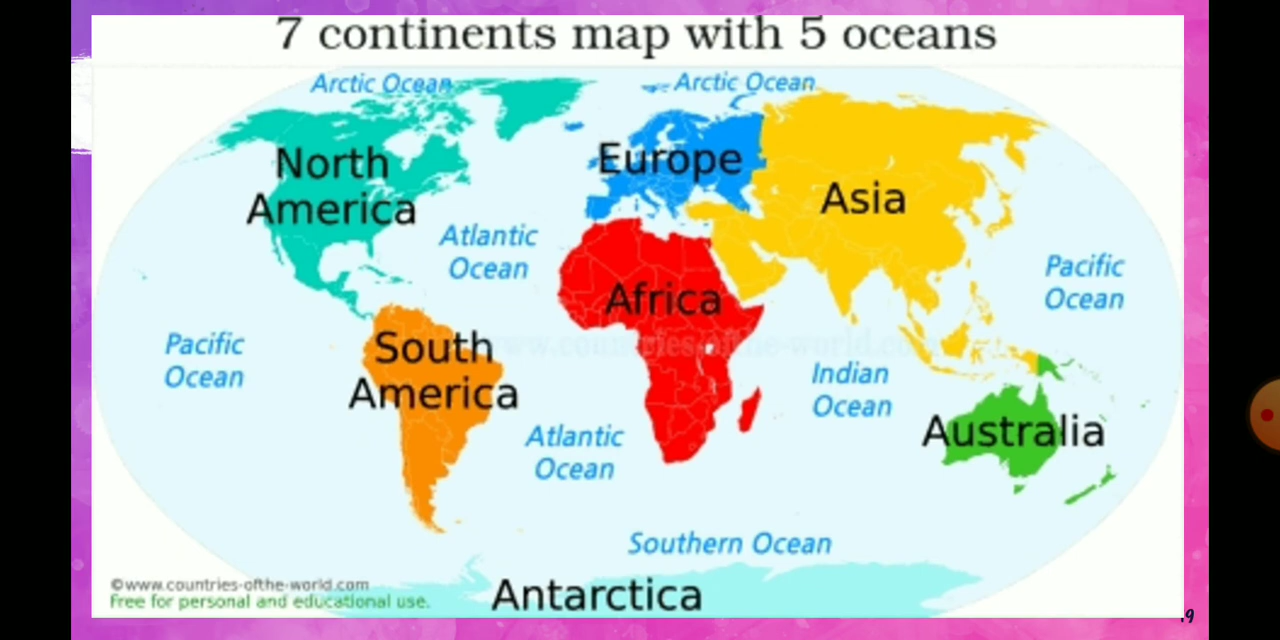 7 continents map with 5 oceans
Arctic Ocean
Arctic Ocean
North
America
Europe
Asia
Atlantic
Ocean
Pacific
Ocean
Africa
South
America
Pacific
Ocean
Indian
Ocean
Australia
Atlantic
Ocean
Southern Ocean
Antarctica
©www.countries-ofthe-world.com
Free for personal and educational use.